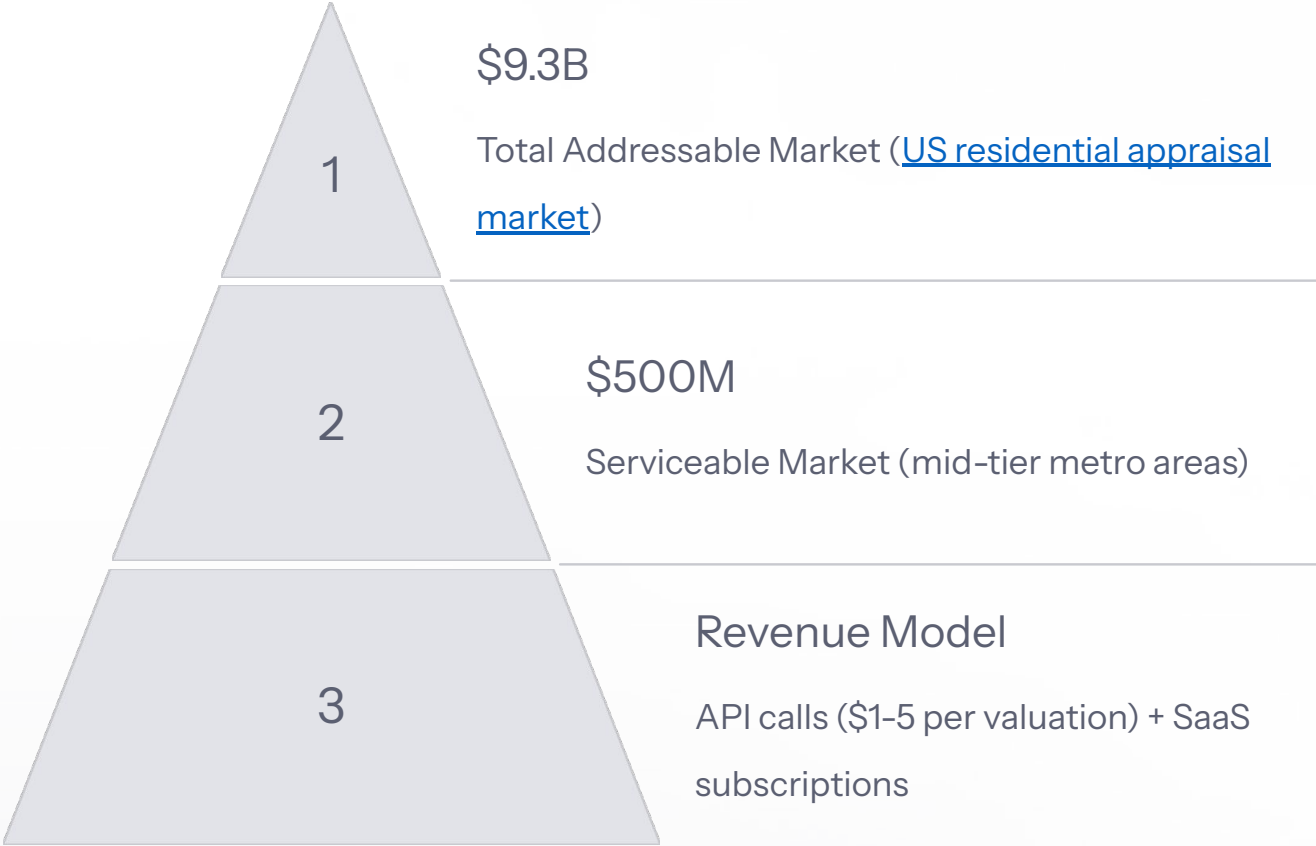 1
$9.3B
Total Addressable Market (US residential appraisal
market)
2
$500M
Serviceable Market (mid-tier metro areas)
3
Revenue Model
API calls ($1-5 per valuation) + SaaS
subscriptions